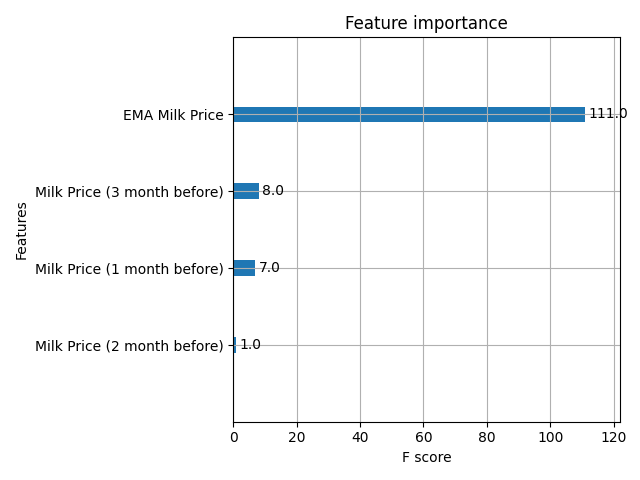 Feature importance
Features
EMA Milk Price
111.0
Milk Price (3 month before)
8.0
Milk Price (1 month before)
7.0
Milk Price (2 month before)
1.0
0 20 40 60 80 100 120
F score